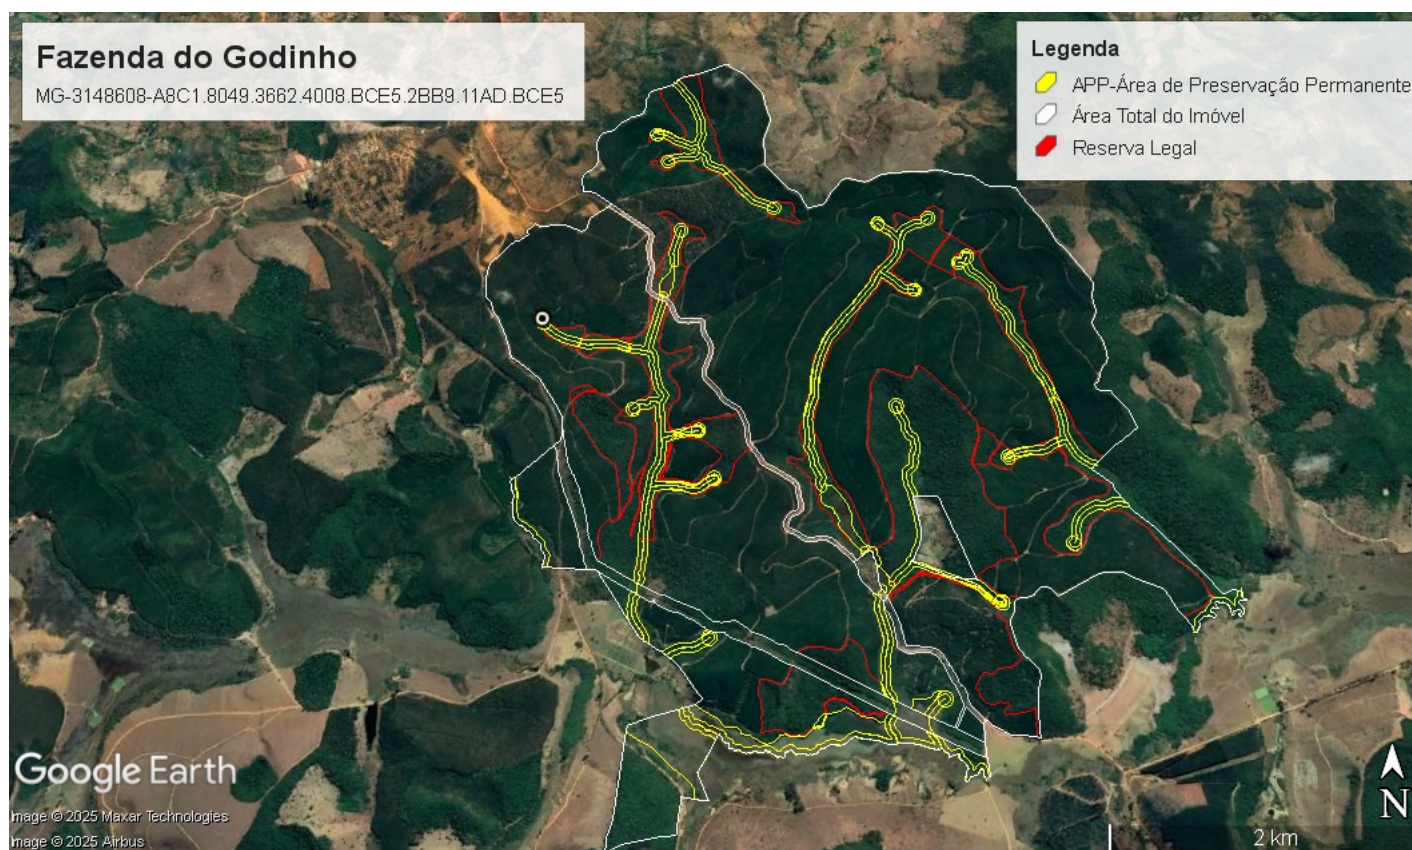 Fazenda do Godinho
MG-3148608-A8C1.8049.3662.4008.BCE5.2BB9.11AD.BCE5
Legenda
APP-Área de Preservação Permanente
Área Total do Imóvel
Reserva Legal
Google Earth
Image © 2025 Maxar Technologies
Image © 2025 Airbus
N
2 km